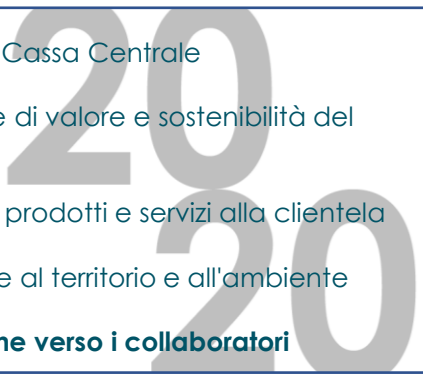 Cassa Centrale
e di valore e sostenibilità del
prodotti e servizi alla clientela
e al territorio e all'ambiente
ne verso i collaboratori
20
20